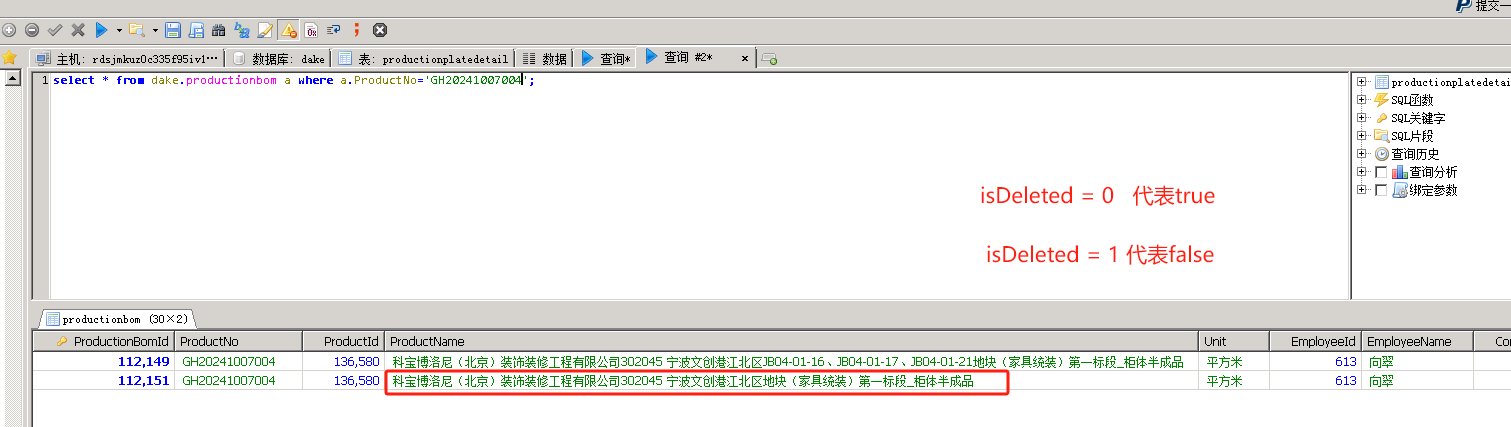 提交一
主机: rdsjmkuz0c335f95iv1··· 数据库: dake 表: productionplatedetail 数据 查询* 查询 #2* ×
1 select * from dake.productionbom a where a.ProductNo='GH20241007004';
productionplatedetai
SQL函数
SQL关键字
SQL片段
查询历史
查询分析
绑定参数
isDeleted = 0 代表true
isDeleted = 1 代表false
productionbom (30×2)
ProductionBomId ProductNo ProductId ProductName Unit EmployeeId EmployeeName Con
112,149 GH20241007004 136,580 科宝博洛尼（北京）装饰装修工程有限公司302045 宁波文创港江北区JB04-01-16、JB04-01-17、JB04-01-21地块（家具统装）第一标段_柜体半成品 平方米 613 向翠
112,151 GH20241007004 136,580 科宝博洛尼（北京）装饰装修工程有限公司302045 宁波文创港江北区地块（家具统装）第一标段_柜体半成品 平方米 613 向翠